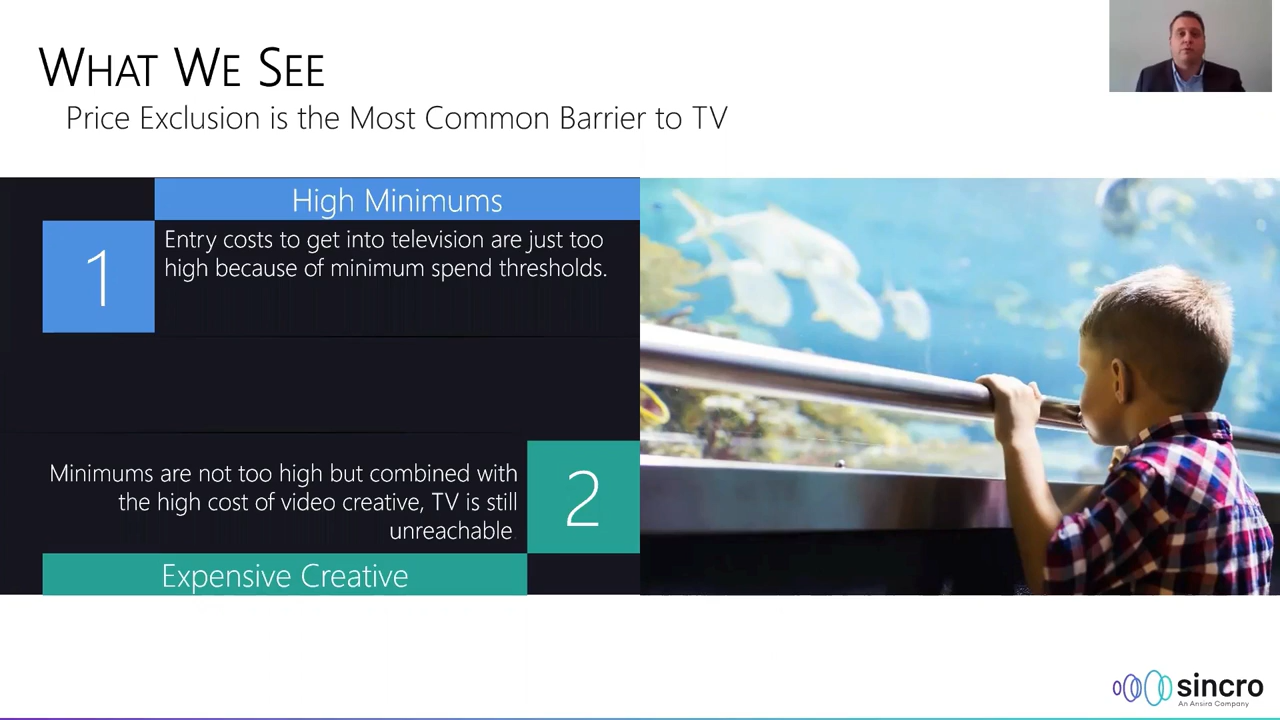 WHAT WE SEE
Price Exclusion is the Most Common Barrier to TV
High Minimums
1
Entry costs to get into television are just too
high because of minimum spend thresholds.
Minimums are not too high but combined with
the high cost of video creative, TV is still
unreachable
2
Expensive Creative
sincro
An Ansira Company